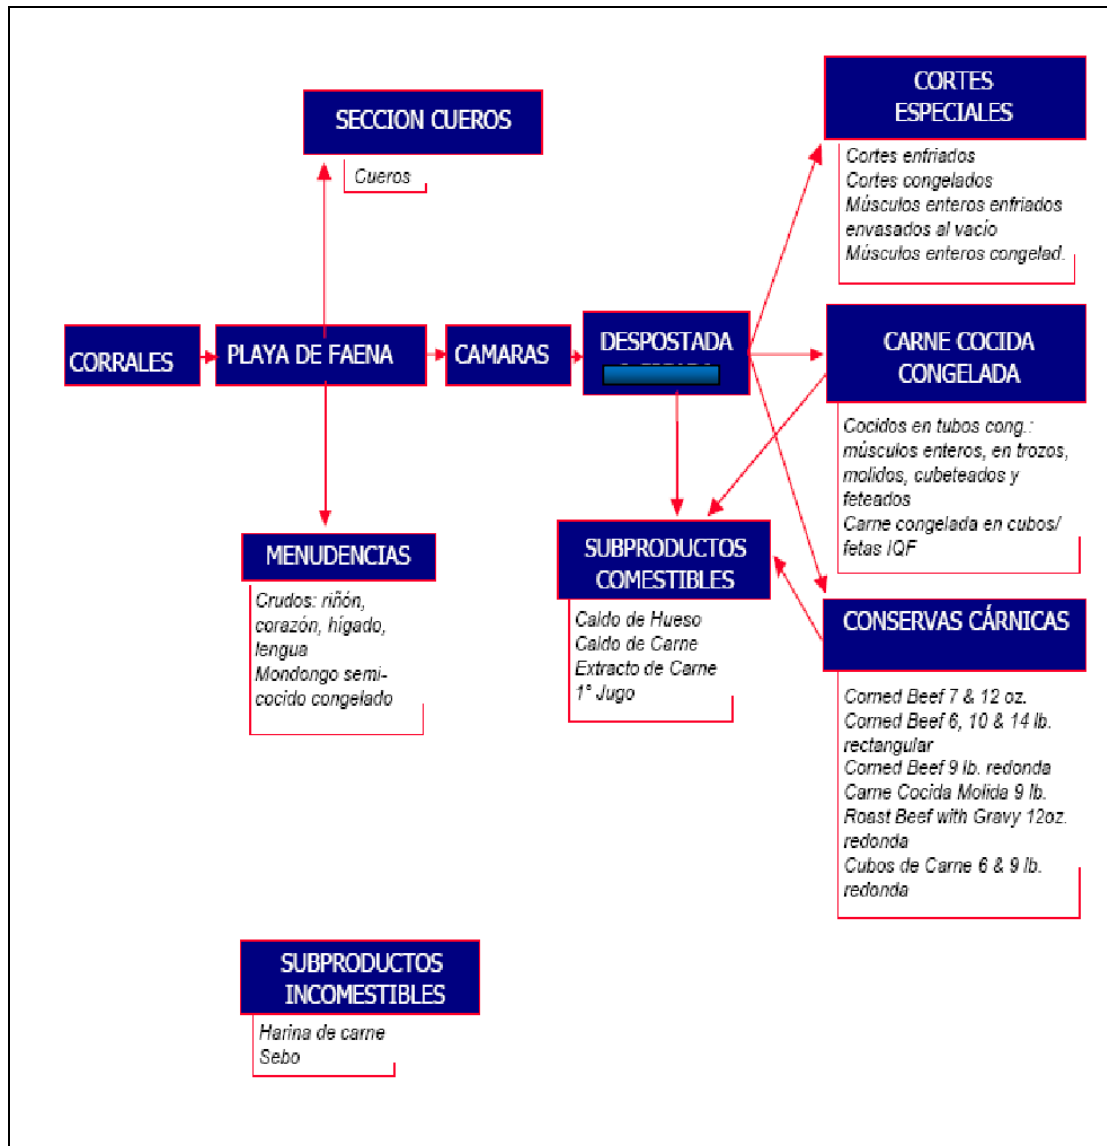 SECCION CUEROS
Cueros
CORTES
ESPECIALES
Cortes enfriados
Cortes congelados
Músculos enteros enfriados
envasados al vacío
Músculos enteros congelad.
CORRALES
PLAYA DE FAENA
CAMARAS
DESPOSTADA
CARNE COCIDA
CONGELADA
Cocidos en tubos cong.:
músculos enteros, en trozos,
molidos, cubeteados y
feteados
Carne congelada en cubos/
fetas IQF
MENUDENCIAS
Crudos: riñón,
corazón, hígado,
lengua
Mondongo semi-
cocido congelado
SUBPRODUCTOS
COMESTIBLES
Caldo de Hueso
Caldo de Carne
Extracto de Carne
1° Jugo
CONSERVAS CÁRNICAS
Corned Beef 7 & 12 oz.
Corned Beef 6, 10 & 14 lb.
rectangular
Corned Beef 9 lb. redonda
Carne Cocida Molida 9 lb.
Roast Beef with Gravy 12oz.
redonda
Cubos de Carne 6 & 9 lb.
redonda
SUBPRODUCTOS
INCOMESTIBLES
Harina de carne
Sebo